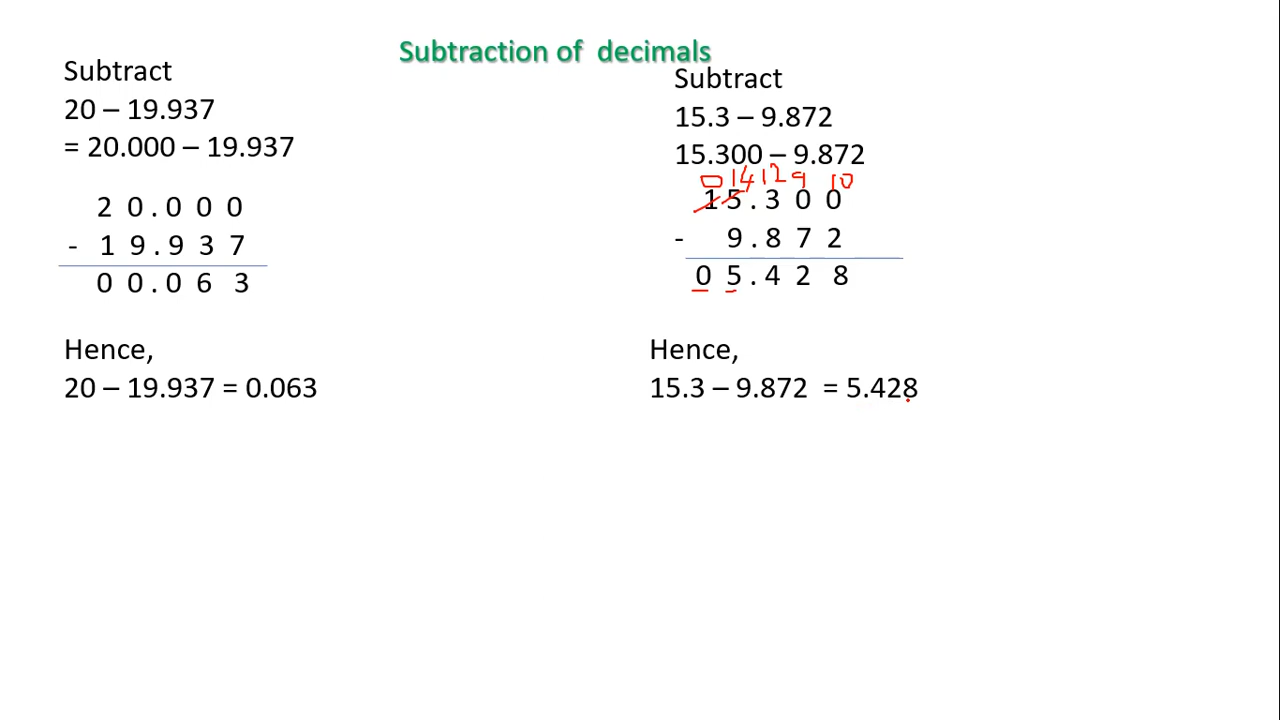 Subtraction of decimals
Subtract
20 – 19.937
= 20.000 – 19.937
2 0 . 0 0 0
- 1 9 . 9 3 7
0 0 . 0 6 3
Hence,
20 – 19.937 = 0.063
Subtract
15.3 – 9.872
15.300 – 9.872
0 14 12 9 10
1 5 . 3 0 0
- 9 . 8 7 2
0 5 . 4 2 8
Hence,
15.3 – 9.872 = 5.428